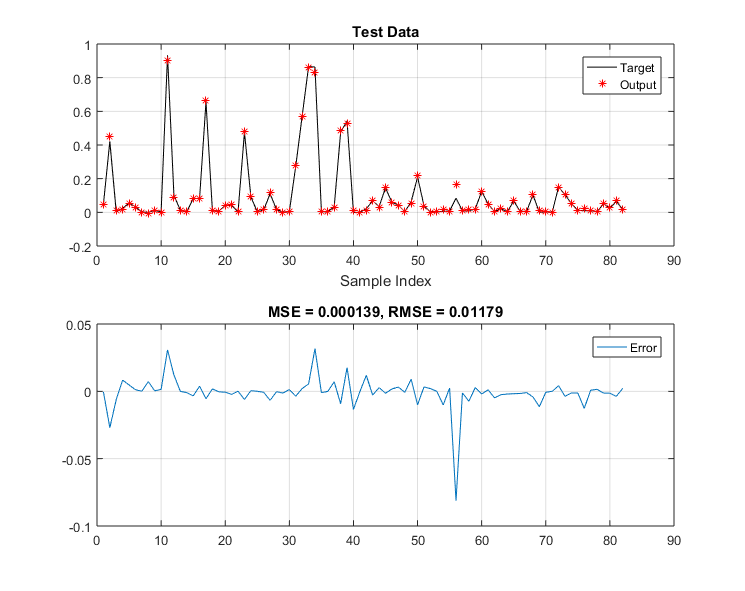 Test Data
1
0.8
0.6
0.4
0.2
0
-0.2
Target
Output
0 10 20 30 40 50 60 70 80 90
Sample Index
MSE = 0.000139, RMSE = 0.01179
0.05
0
-0.05
-0.1
Error
0 10 20 30 40 50 60 70 80 90